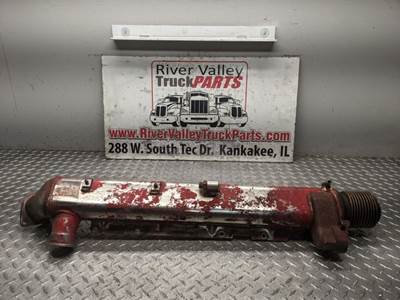 River Valley
TruckPARTS
www.RiverValleyTruckParts.com
288 W. South Tec Dr. Kankakee, IL